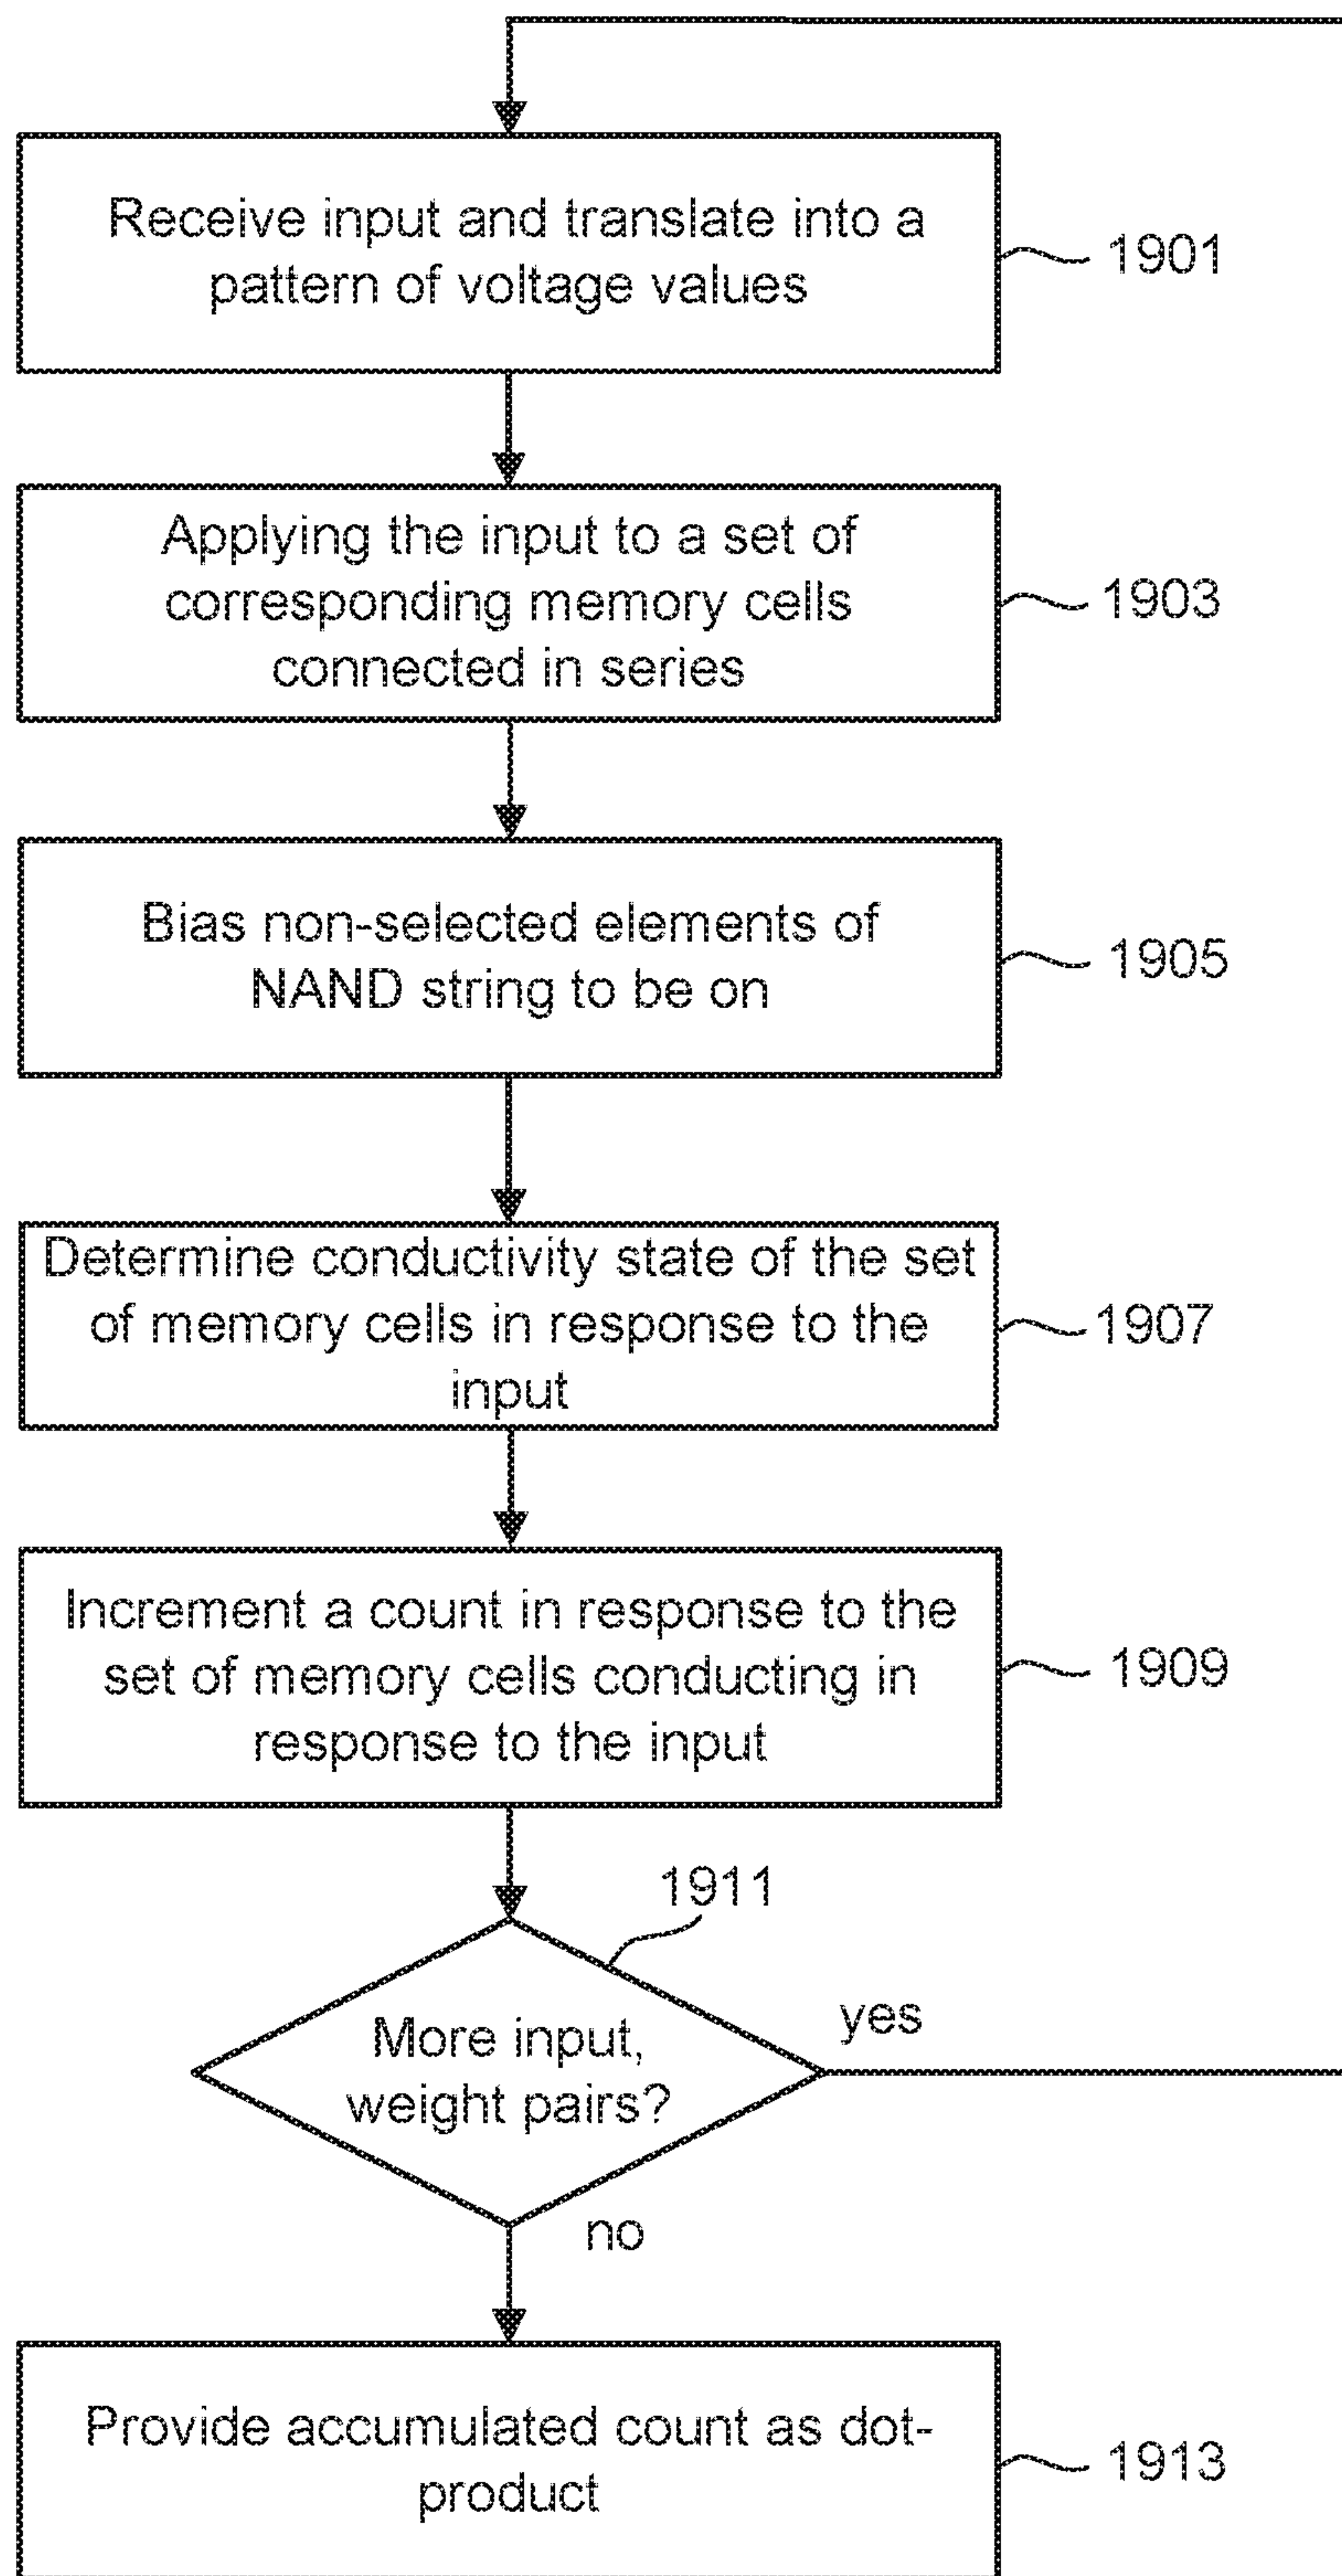 Receive input and translate into a
pattern of voltage values
1901
Applying the input to a set of
corresponding memory cells
connected in series
1903
Bias non-selected elements of
NAND string to be on
1905
Determine conductivity state of the set
of memory cells in response to the
input
1907
Increment a count in response to the
set of memory cells conducting in
response to the input
1909
1911
More input,
weight pairs?
yes
no
Provide accumulated count as dot-
product
1913